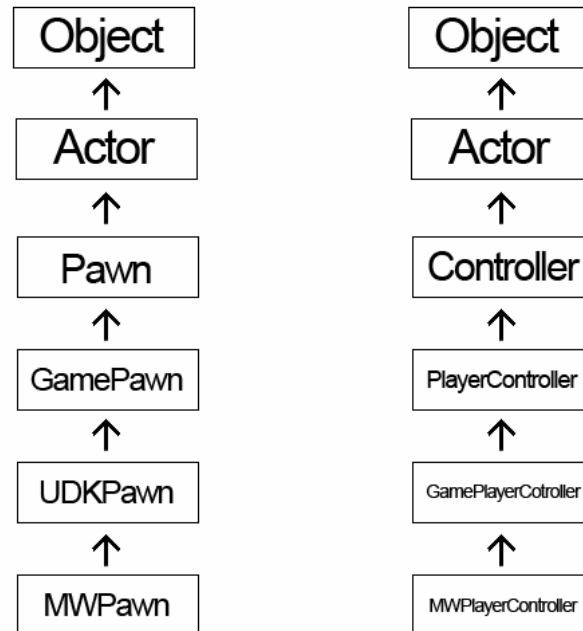 Object
Actor
Pawn
GamePawn
UDKPawn
MWPawn
Object
Actor
Controller
PlayerController
GamePlayerCotroller
MWPlayerController